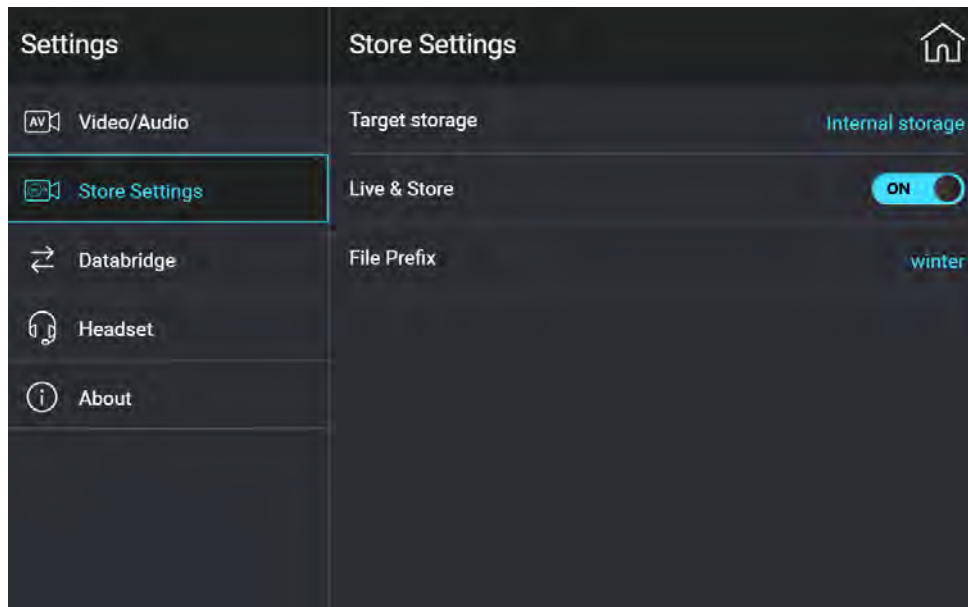 Settings
Store Settings
AV Video/Audio
Store Settings
Databridge
Headset
About
Target storage Internal storage
Live & Store ON
File Prefix winter